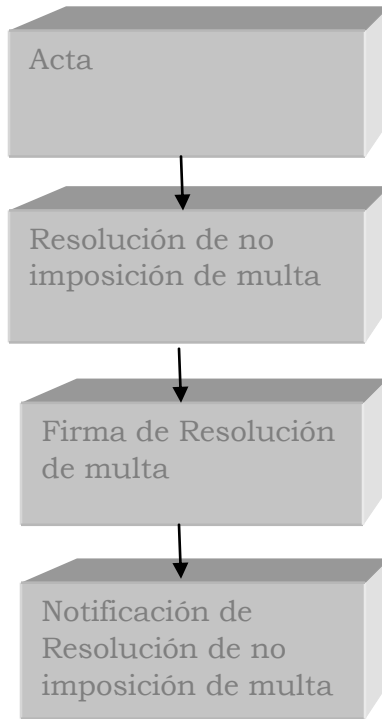 Acta
Resolución de no
imposición de multa
Firma de Resolución
de multa
Notificación de
Resolución de no
imposición de multa